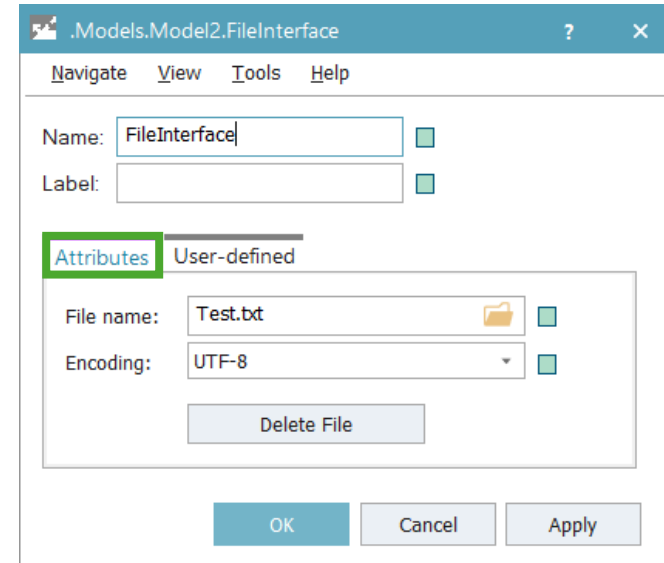 .Models.Model2.FileInterface ? ×
Navigate View Tools Help
Name: FileInterface
Label:
Attributes User-defined
File name: Test.txt
Encoding: UTF-8
Delete File
OK Cancel Apply